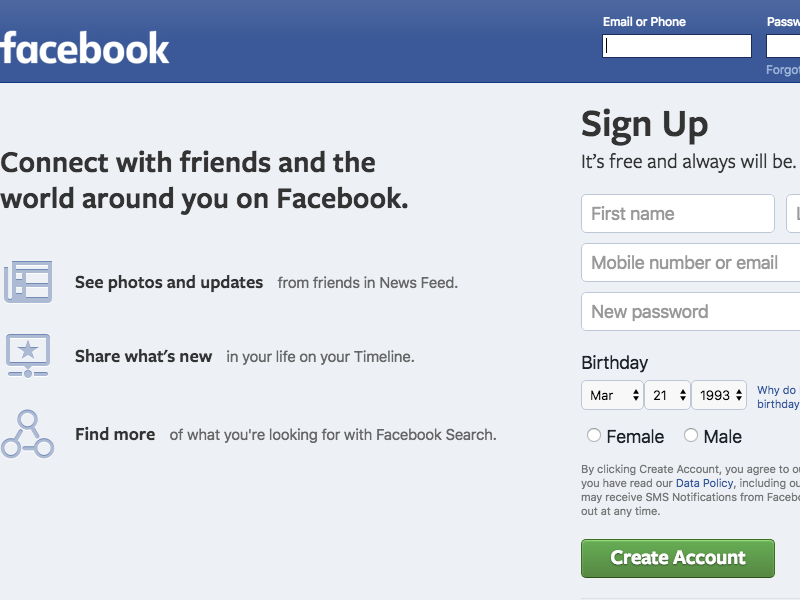 facebook
Email or Phone
Connect with friends and the
world around you on Facebook.
See photos and updates from friends in News Feed.
Share what's new in your life on your Timeline.
Find more of what you're looking for with Facebook Search.
Sign Up
It's free and always will be.
First name
Mobile number or email
New password
Birthday
Mar 21 1993 Why do
birthday
Female Male
By clicking Create Account, you agree to
you have read our Data Policy, including
may receive SMS Notifications from
out at any time.
Create Account